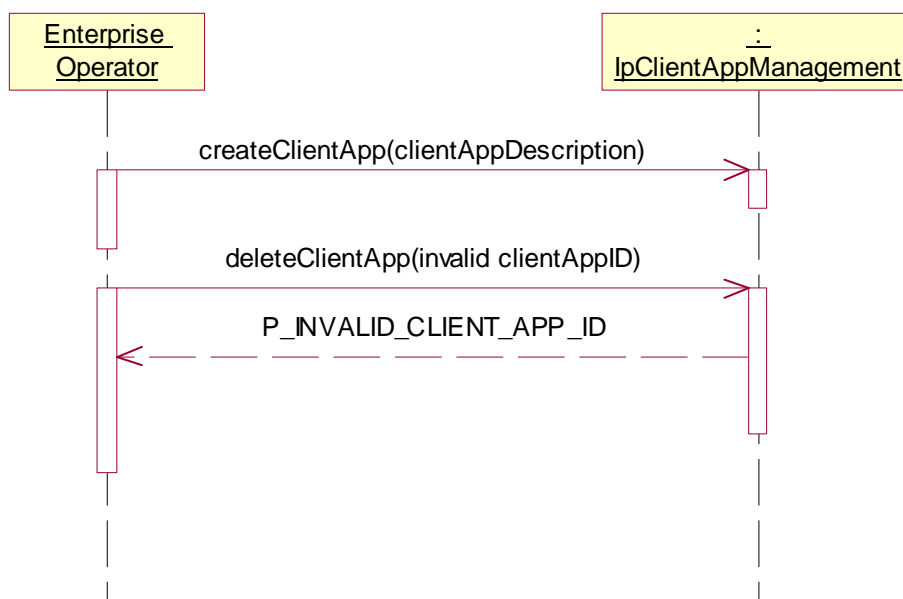 Enterprise
Operator
:
IpClientAppManagement
createClientApp(clientAppDescription)
deleteClientApp(invalid clientAppID)
P_INVALID_CLIENT_APP_ID